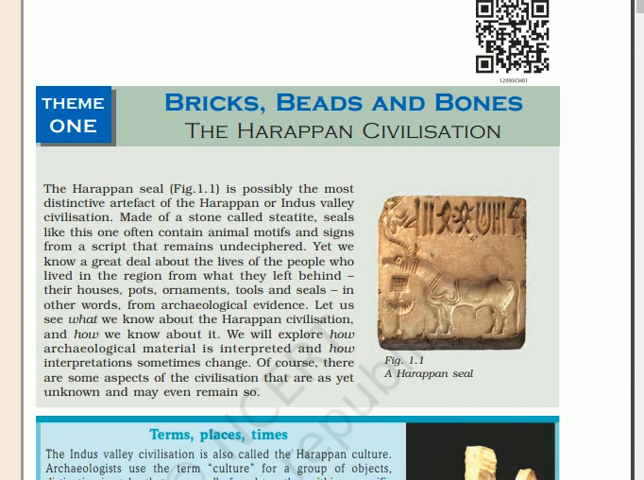 12093CH01
THEME
ONE
BRICKS, BEADS AND BONES
THE HARAPPAN CIVILISATION
The Harappan seal (Fig.1.1) is possibly the most
distinctive artefact of the Harappan or Indus valley
civilisation. Made of a stone called steatite, seals
like this one often contain animal motifs and signs
from a script that remains undeciphered. Yet we
know a great deal about the lives of the people who
lived in the region from what they left behind –
their houses, pots, ornaments, tools and seals – in
other words, from archaeological evidence. Let us
see what we know about the Harappan civilisation,
and how we know about it. We will explore how
archaeological material is interpreted and how
interpretations sometimes change. Of course, there
are some aspects of the civilisation that are as yet
unknown and may even remain so.
Fig. 1.1
A Harappan seal
© NCERT
republi
Terms, places, times
The Indus valley civilisation is also called the Harappan culture.
Archaeologists use the term “culture” for a group of objects,